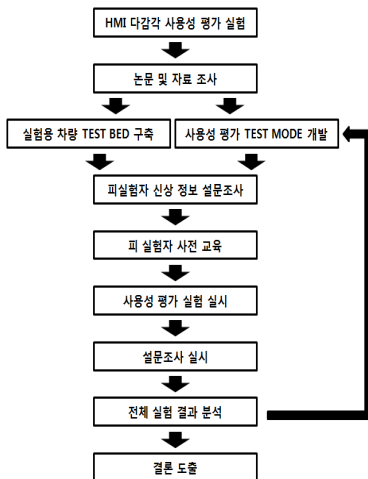 HMI 다감각 사용성 평가 실험
논문 및 자료 조사
실험용 차량 TEST BED 구축
사용성 평가 TEST MODE 개발
피실험자 신상 정보 설문조사
피 실험자 사전 교육
사용성 평가 실험 실시
설문조사 실시
전체 실험 결과 분석
결론 도출